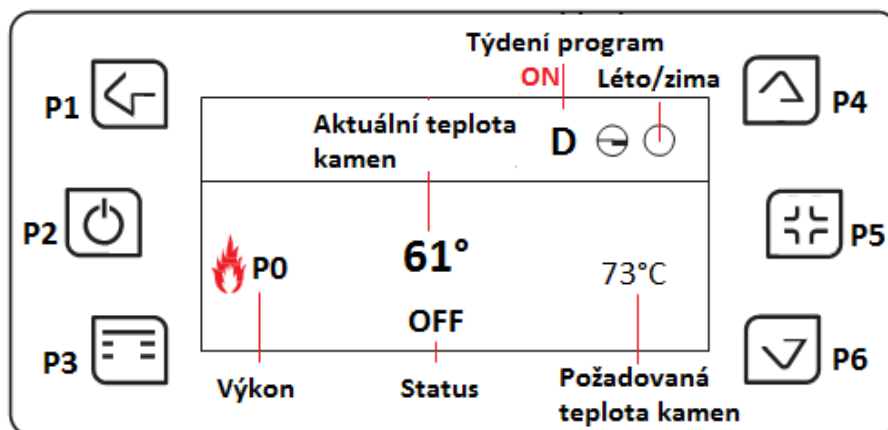 Týdení program
ON
Léto/zima
P1
P4
Aktuální teplota
kamen
D
P2
P5
P0
61°
73°C
OFF
P3
P6
Výkon
Status
Požadovaná
teplota kamen